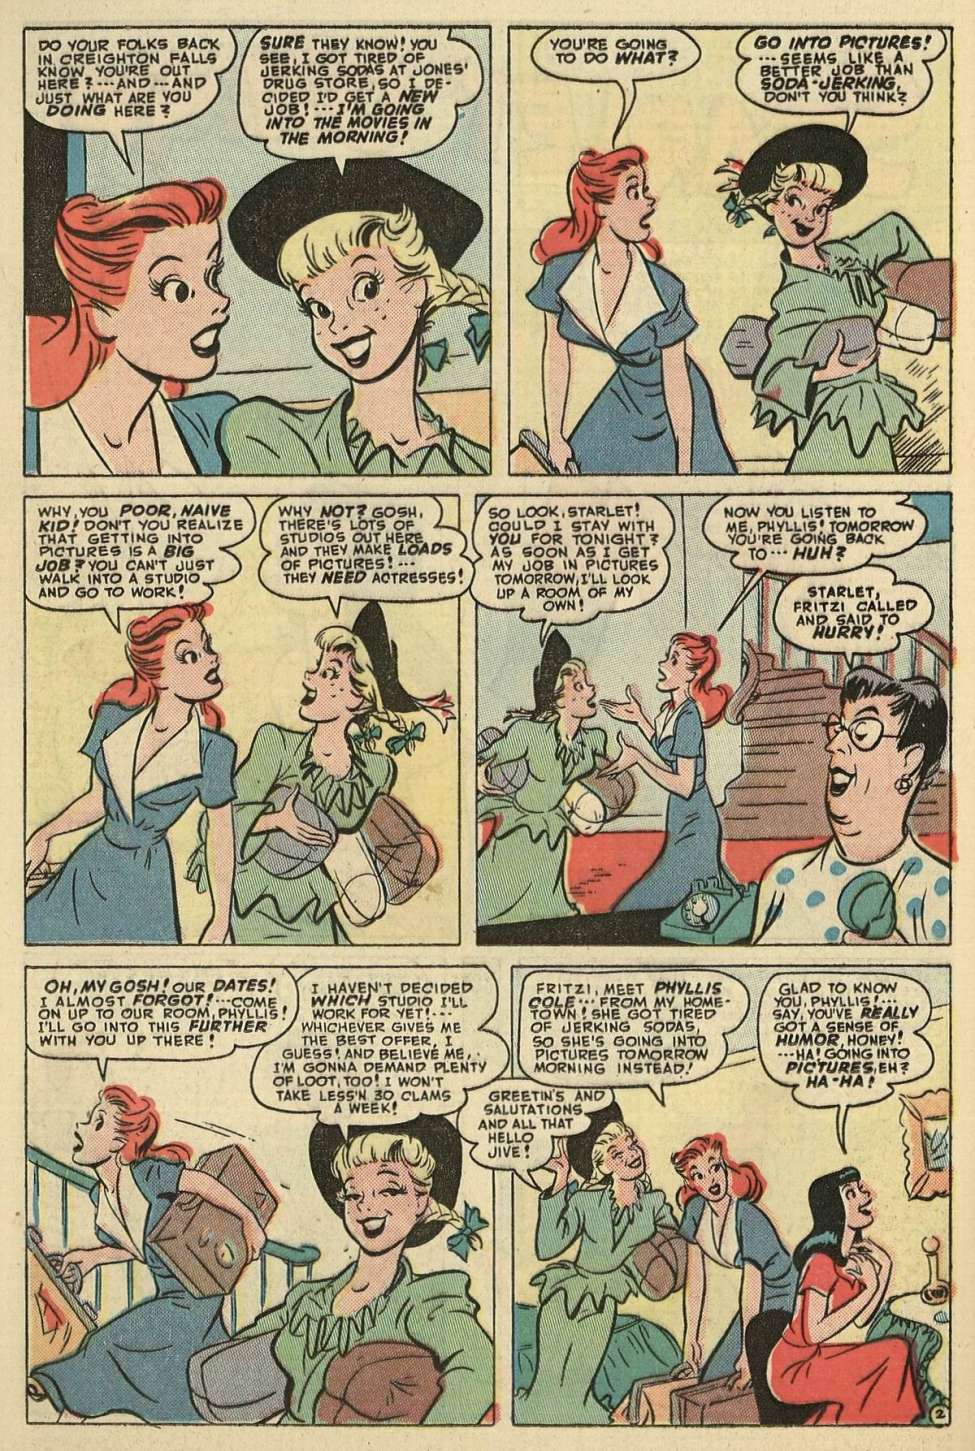 DO YOUR FOLKS BACK
IN CREIGHTON FALLS
KNOW YOU'RE OUT
HERE?---AND---AND
JUST WHAT ARE YOU
DOING HERE?
SURE THEY KNOW! YOU
SEE, I GOT TIRED OF
JERKING SODAS AT JONES'
DRUG STORE, SO I DE-
CIDED I'D GET A NEW
JOB!---I'M GOING
INTO THE MOVIES IN
THE MORNING!
YOU'RE GOING
TO DO WHAT?
GO INTO PICTURES!
---SEEMS LIKE A
BETTER JOB THAN
SODA-JERKING,
DON'T YOU THINK?
WHY, YOU POOR, NAIVE
KID! DON'T YOU REALIZE
THAT GETTING INTO
PICTURES IS A BIG
JOB? YOU CAN'T JUST
WALK INTO A STUDIO
AND GO TO WORK!
WHY NOT? GOSH,
THERE'S LOTS OF
STUDIOS OUT HERE
AND THEY MAKE LOADS
OF PICTURES!---
THEY NEED ACTRESSES!
SO LOOK, STARLET!
COULD I STAY WITH
YOU FOR TONIGHT?
AS SOON AS I GET
MY JOB IN PICTURES
TOMORROW, I'LL LOOK
UP A ROOM OF MY
OWN!
NOW YOU LISTEN TO
ME, PHYLLIS! TOMORROW
YOU'RE GOING BACK
TO---HUH?
STARLET,
FRITZI CALLED
AND SAID TO
HURRY!
OH, MY GOSH! OUR DATES!
I ALMOST FORGOT!---COME
ON UP TO OUR ROOM, PHYLLIS!
I'LL GO INTO THIS FURTHER
WITH YOU UP THERE!
I HAVEN'T DECIDED
WHICH STUDIO I'LL
WORK FOR YET!---
WHICHEVER GIVES ME
THE BEST OFFER, I
GUESS! AND BELIEVE ME,
I'M GONNA DEMAND PLENTY
OF LOOT, TOO! I WON'T
TAKE LESS'N 30 CLAMS
A WEEK!
FRITZI, MEET PHYLLIS
COLE---FROM MY HOME-
TOWN! SHE GOT TIRED
OF JERKING SODAS,
SO SHE'S GOING INTO
PICTURES TOMORROW
MORNING INSTEAD!
GREETIN'S AND
SALUTATIONS
AND ALL THAT
HELLO
JIVE!
GLAD TO KNOW
YOU, PHYLLIS!---
SAY, YOU'VE REALLY
GOT A SENSE OF
HUMOR, HONEY!
---HA! GOING INTO
PICTURES, EH?
HA-HA!
2